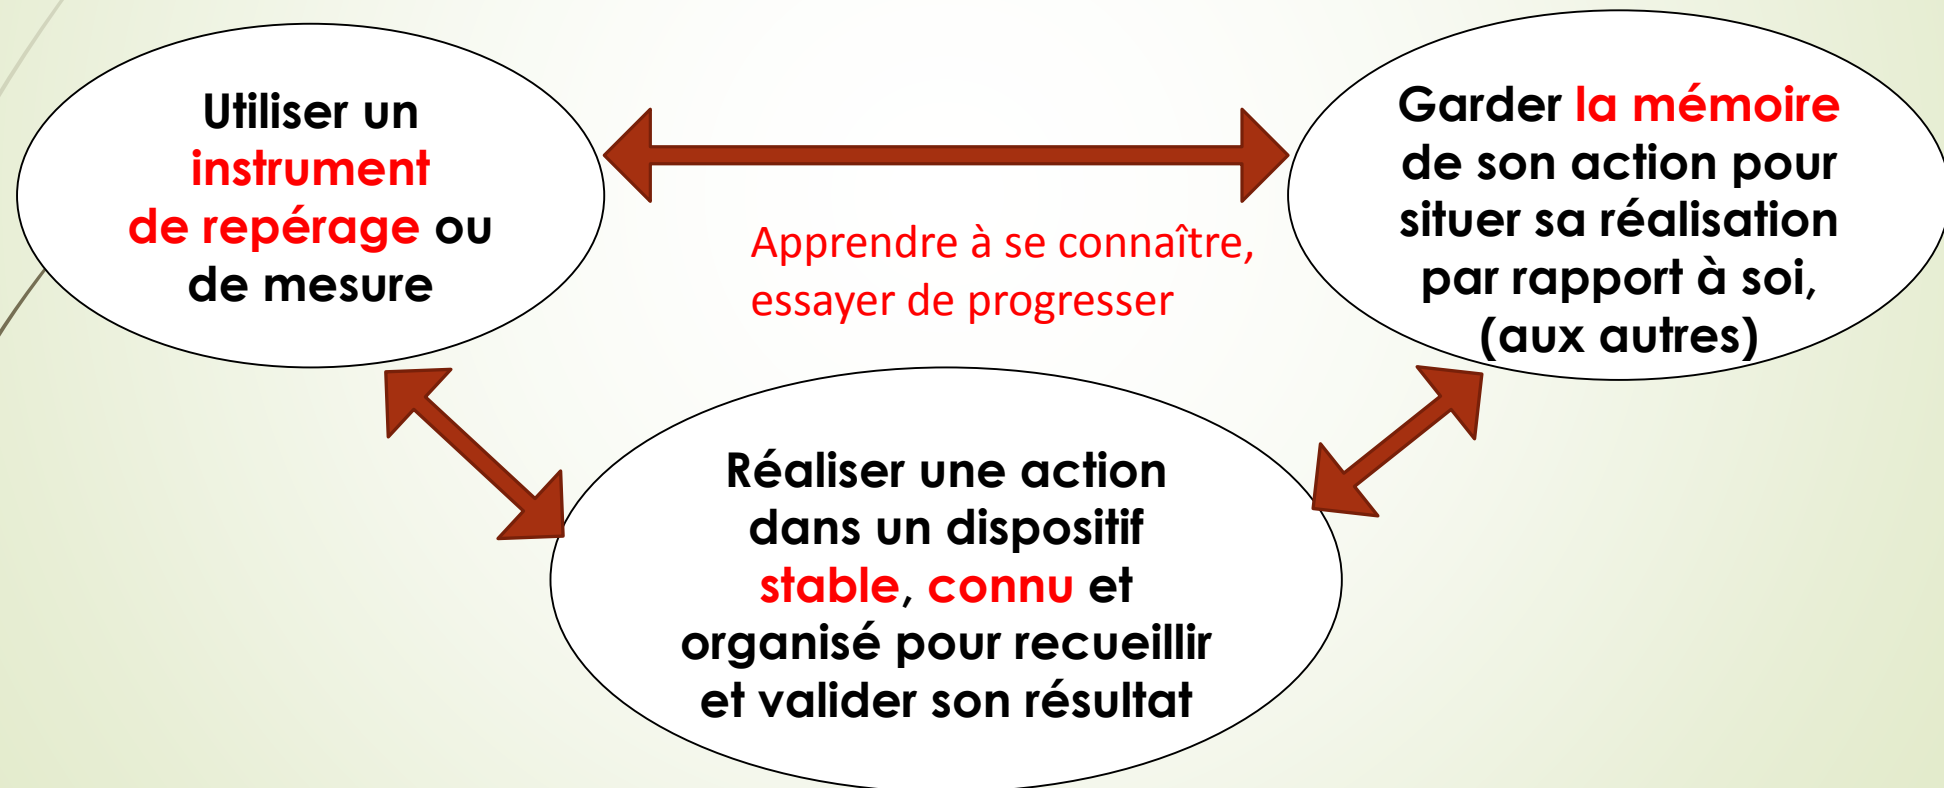 Utiliser un
instrument
de repérage ou
de mesure
Garder la mémoire
de son action pour
situer sa réalisation
par rapport à soi,
(aux autres)
Apprendre à se connaître,
essayer de progresser
Réaliser une action
dans un dispositif
stable, connu et
organisé pour recueillir
et valider son résultat